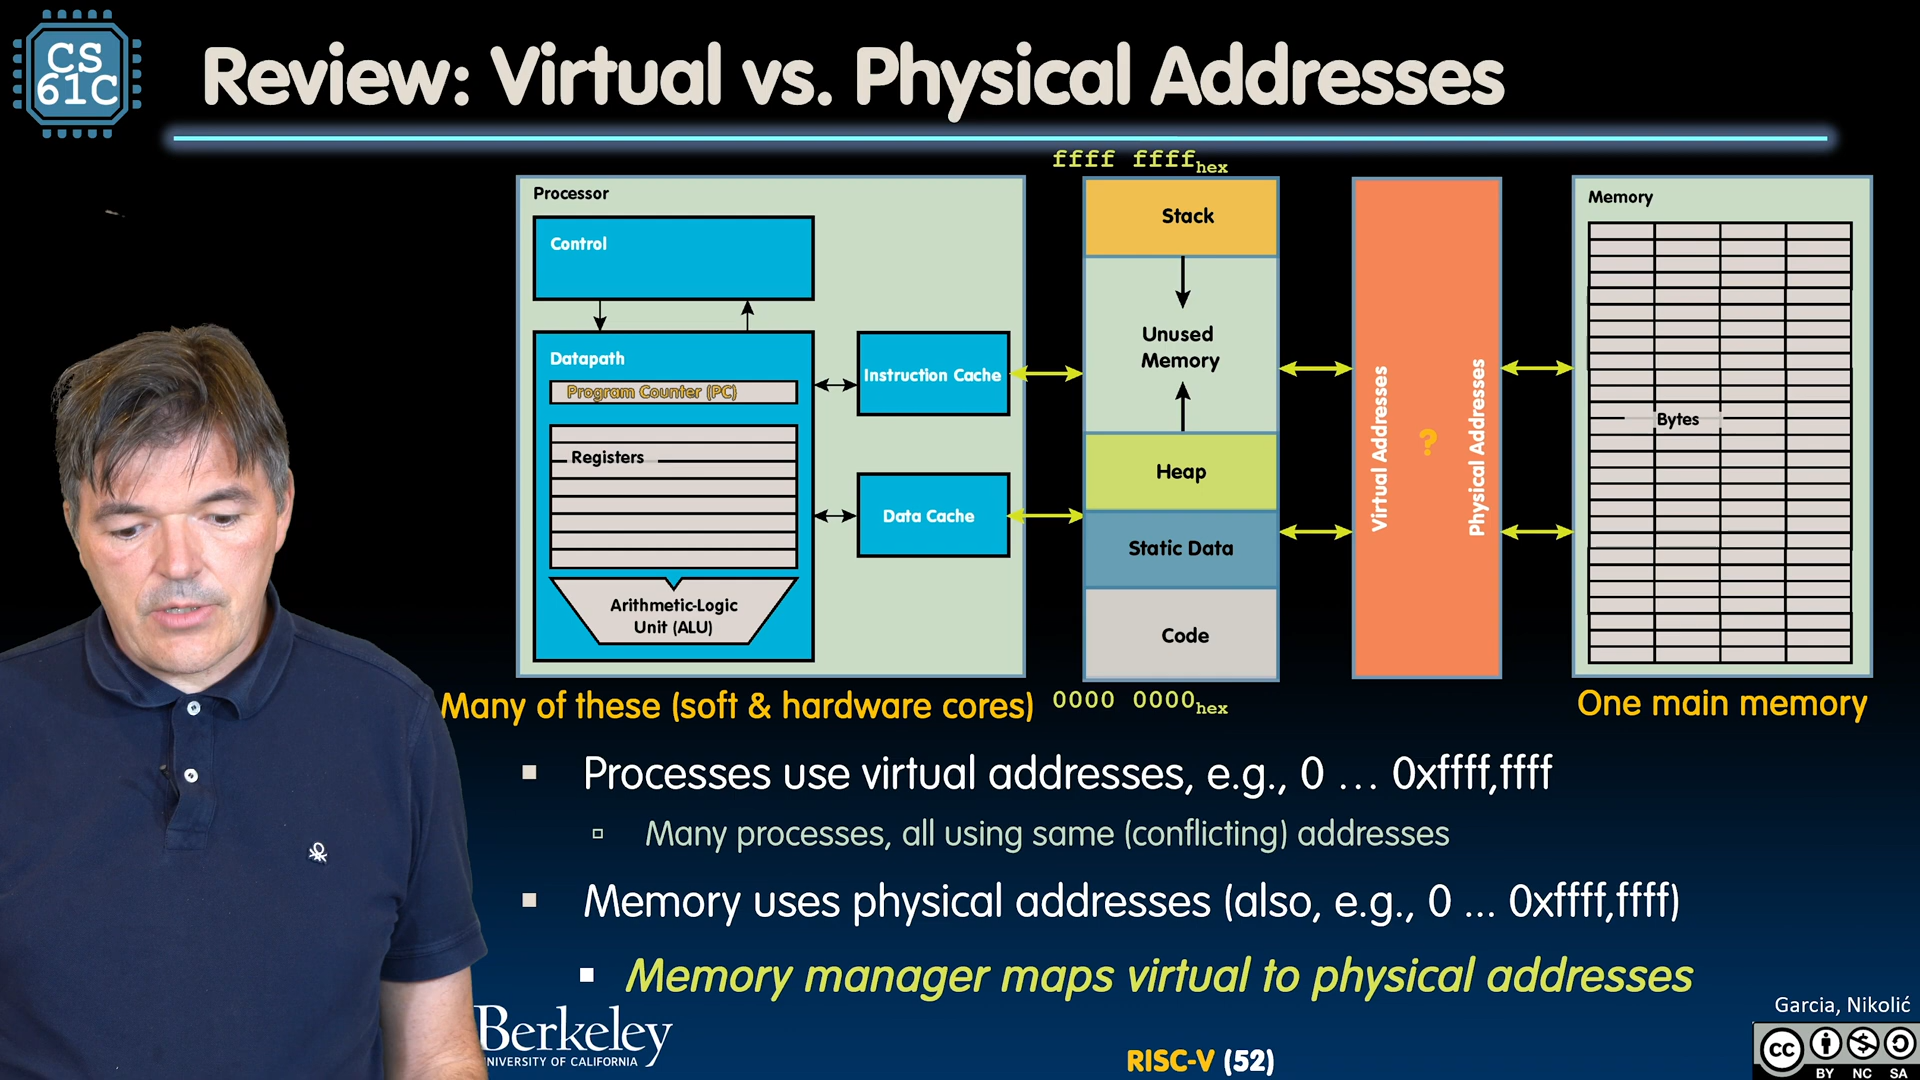 CS
61C
Review: Virtual vs. Physical Addresses
ffff ffffhex
Processor
Control
Datapath
Program Counter (PC)
Registers
Arithmetic-Logic
Unit (ALU)
Instruction Cache
Data Cache
Stack
Unused
Memory
Heap
Static Data
Code
Virtual Addresses
?
Physical Addresses
Memory
Bytes
Many of these (soft & hardware cores)
0000 0000hex
One main memory
Processes use virtual addresses, e.g., 0 … 0xffff,ffff
Many processes, all using same (conflicting) addresses
Memory uses physical addresses (also, e.g., 0 ... 0xffff,ffff)
Memory manager maps virtual to physical addresses
Berkeley
UNIVERSITY OF CALIFORNIA
RISC-V (52)
Garcia, Nikolić
cc
BY NC SA